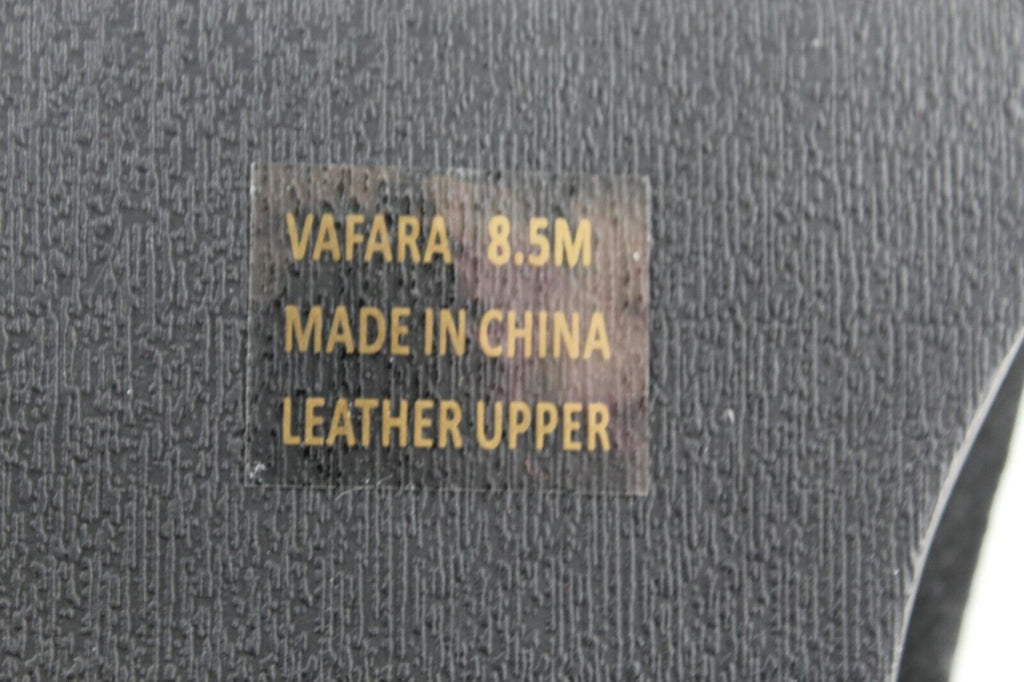 VAFARA 8.5M
MADE IN CHINA
LEATHER UPPER